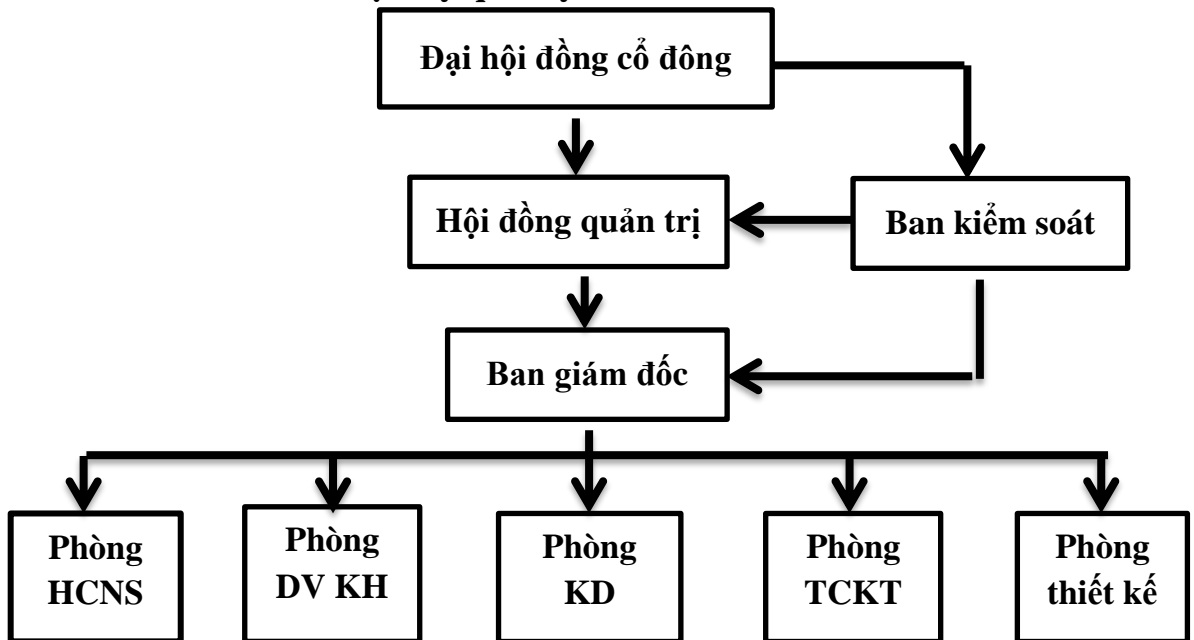 Đại hội đồng cổ đông
Hội đồng quản trị
Ban kiểm soát
Ban giám đốc
Phòng
HCNS
Phòng
DV KH
Phòng
KD
Phòng
TCKT
Phòng
thiết kế